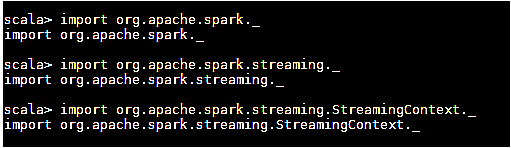 scala> import org.apache.spark._
import org.apache.spark._
scala> import org.apache.spark.streaming._
import org.apache.spark.streaming._
scala> import org.apache.spark.streaming.StreamingContext._
import org.apache.spark.streaming.StreamingContext._